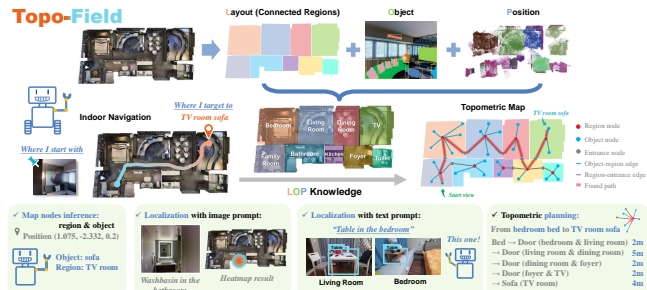 Topo-Field
Layout (Connected Regions)
Object
Position
Indoor Navigation
Where I target to
TV room sofa
Where I start with
Bedroom
Living
Room
Dining
Room
TV
Family
Room
Bathroom
Kitchen
Foyer
Toilet
LOP Knowledge
Topometric Map
TV room sofa
Start view
Region node
Object node
Entrance node
Object-region edge
Region-entrance edge
Found path
✓ Map nodes inference:
region & object
Position (1.075, -2.332, 0.2)
Object: sofa
Region: TV room
✓ Localization with image prompt:
Washbasin in the
bathroom
Heatmap result
✓ Localization with text prompt:
"Table in the bedroom"
This one!
Living Room
Bedroom
✓ Topometric planning:
From bedroom bed to TV room sofa
Bed → Door (bedroom & living room) 2m
→ Door (living room & dining room) 5m
→ Door (dining room & foyer) 2m
→ Door (foyer & TV) 2m
→ Sofa (TV room) 4m